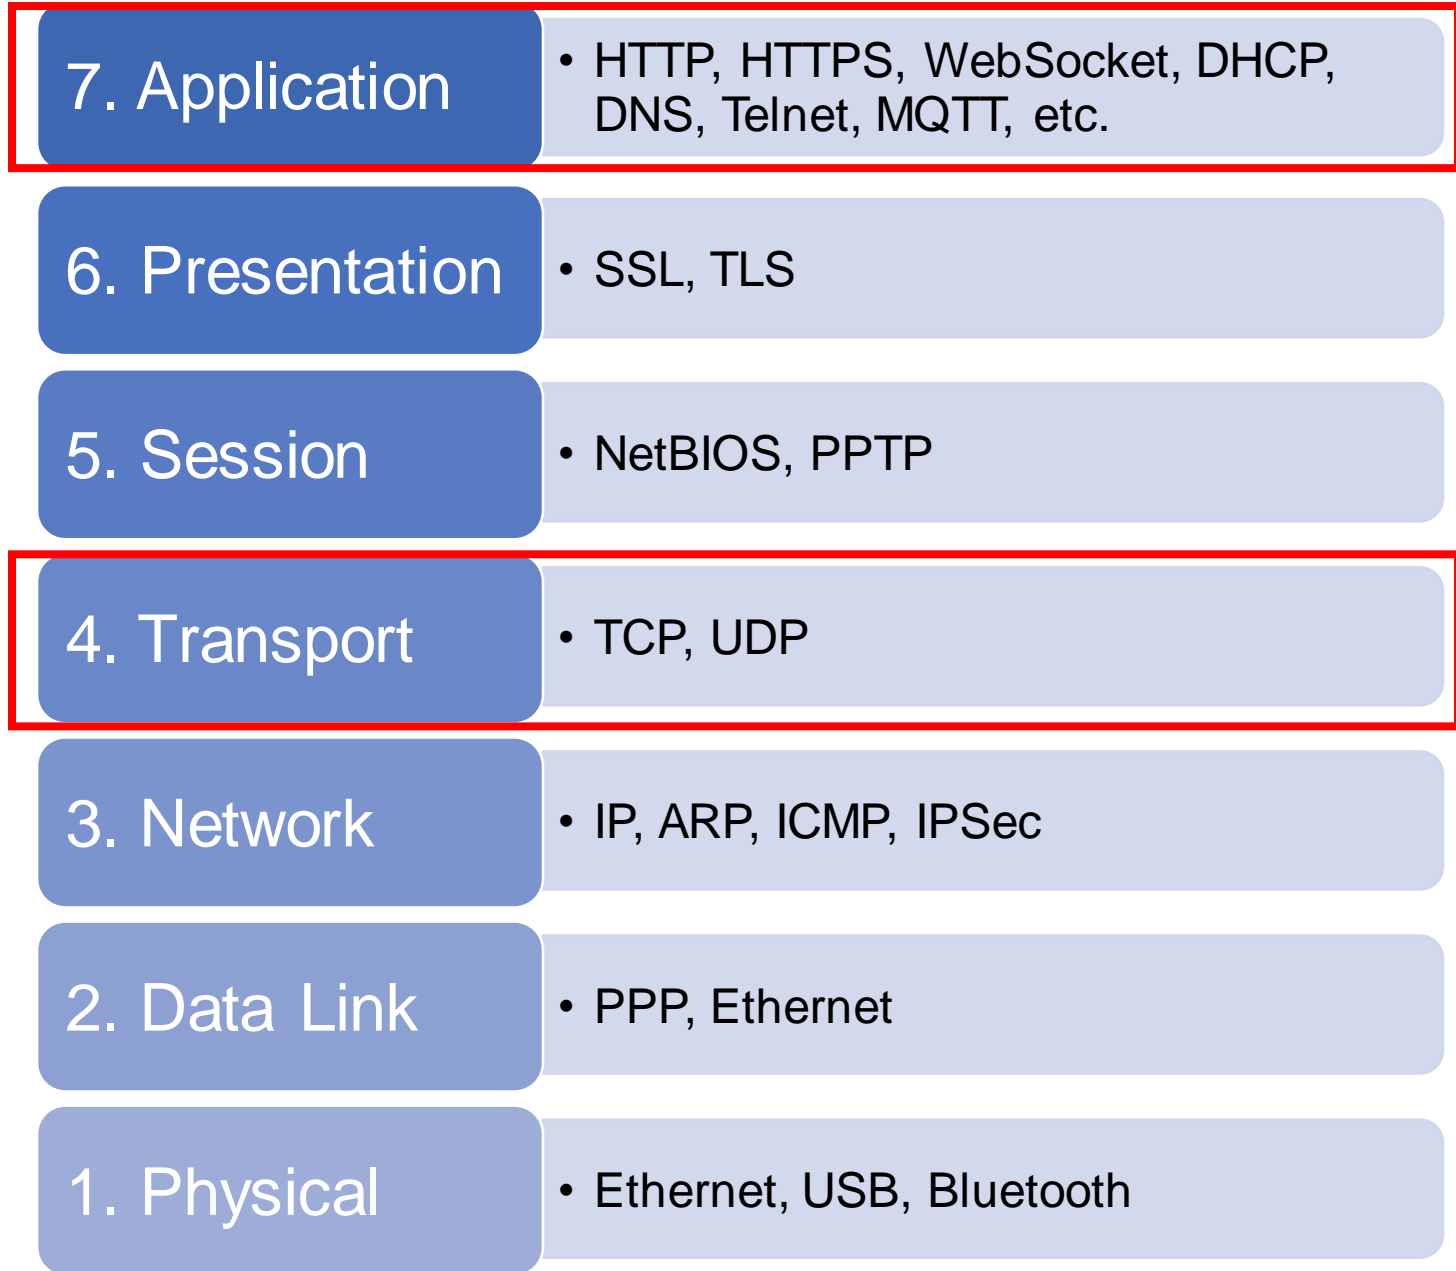 7. Application
• HTTP, HTTPS, WebSocket, DHCP,
DNS, Telnet, MQTT, etc.
6. Presentation
• SSL, TLS
5. Session
• NetBIOS, PPTP
4. Transport
• TCP, UDP
3. Network
• IP, ARP, ICMP, IPSec
2. Data Link
• PPP, Ethernet
1. Physical
• Ethernet, USB, Bluetooth